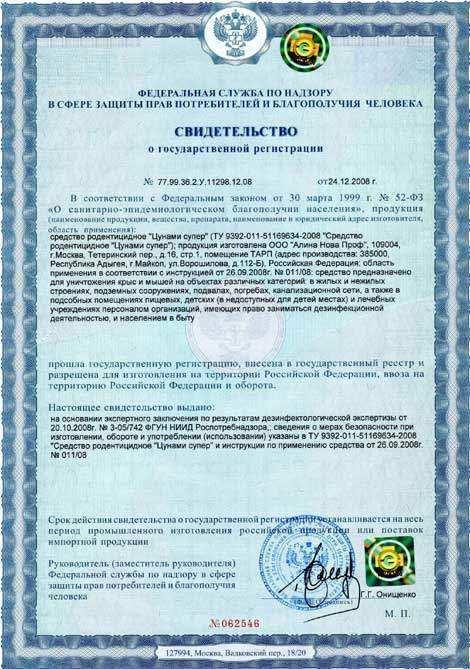 ФЕДЕРАЛЬНАЯ СЛУЖБА ПО НАДЗОРУ
В СФЕРЕ ЗАЩИТЫ ПРАВ ПОТРЕБИТЕЛЕЙ И БЛАГОПОЛУЧИЯ ЧЕЛОВЕКА
СВИДЕТЕЛЬСТВО
о государственной регистрации
№ 77.99.36.2.У.11298.12.08 от 24.12.2008 г.
В соответствии с Федеральным законом от 30 марта 1999 г. № 52-ФЗ
«О санитарно-эпидемиологическом благополучии населения», продукция
(наименование продукции, вещества, препарата, наименование и юридический адрес изготовителя,
область применения):
средство родентицидное "Цунами супер" (ТУ 9392-011-51169634-2008 "Средство
родентицидное "Цунами супер"); продукция изготовлена ООО "Алина Нова Проф", 109004,
г.Москва, Тетеринский пер., д.16, стр.1, помещение ТАРП (адрес производства: 385000,
Республика Адыгея, г.Майкоп, ул.Ворошилова, д.112-Б), Российская Федерация; область
применения в соответствии с инструкцией от 26.09.2008г. № 011/08: средство предназначено
для уничтожения крыс и мышей на объектах различных категорий: в жилых и нежилых
строениях, подземных сооружениях, подвалах, погребах, канализационной сети, а также в
подсобных помещениях пищевых, детских (в недоступных для детей местах) и лечебных
учреждениях персоналом организаций, имеющих право заниматься дезинфекционной
деятельностью, и населением в быту
прошла государственную регистрацию, внесена в государственный реестр и
разрешена для изготовления на территории Российской Федерации, ввоза на
территорию Российской Федерации и оборота.
Настоящее свидетельство выдано:
на основании экспертного заключения по результатам дезинфектологической экспертизы от
20.10.2008г. № 3-05/742 ФГУН НИИД Роспотребнадзора,; сведения о мерах безопасности при
изготовлении, обороте и употреблении (использовании) указаны в ТУ 9392-011-51169634-2008
"Средство родентицидное "Цунами супер" и инструкции по применению средства от 26.09.2008г.
№ 011/08
Срок действия свидетельства о государственной регистрации устанавливается на весь
период промышленного изготовления российской продукции или поставок
импортной продукции
Руководитель (заместитель руководителя)
Федеральной службы по надзору в сфере
защиты прав потребителей и благополучия
человека
Г.Г. Онищенко
М. П.
№062546
127994, Москва, Вадковский пер., 18/20